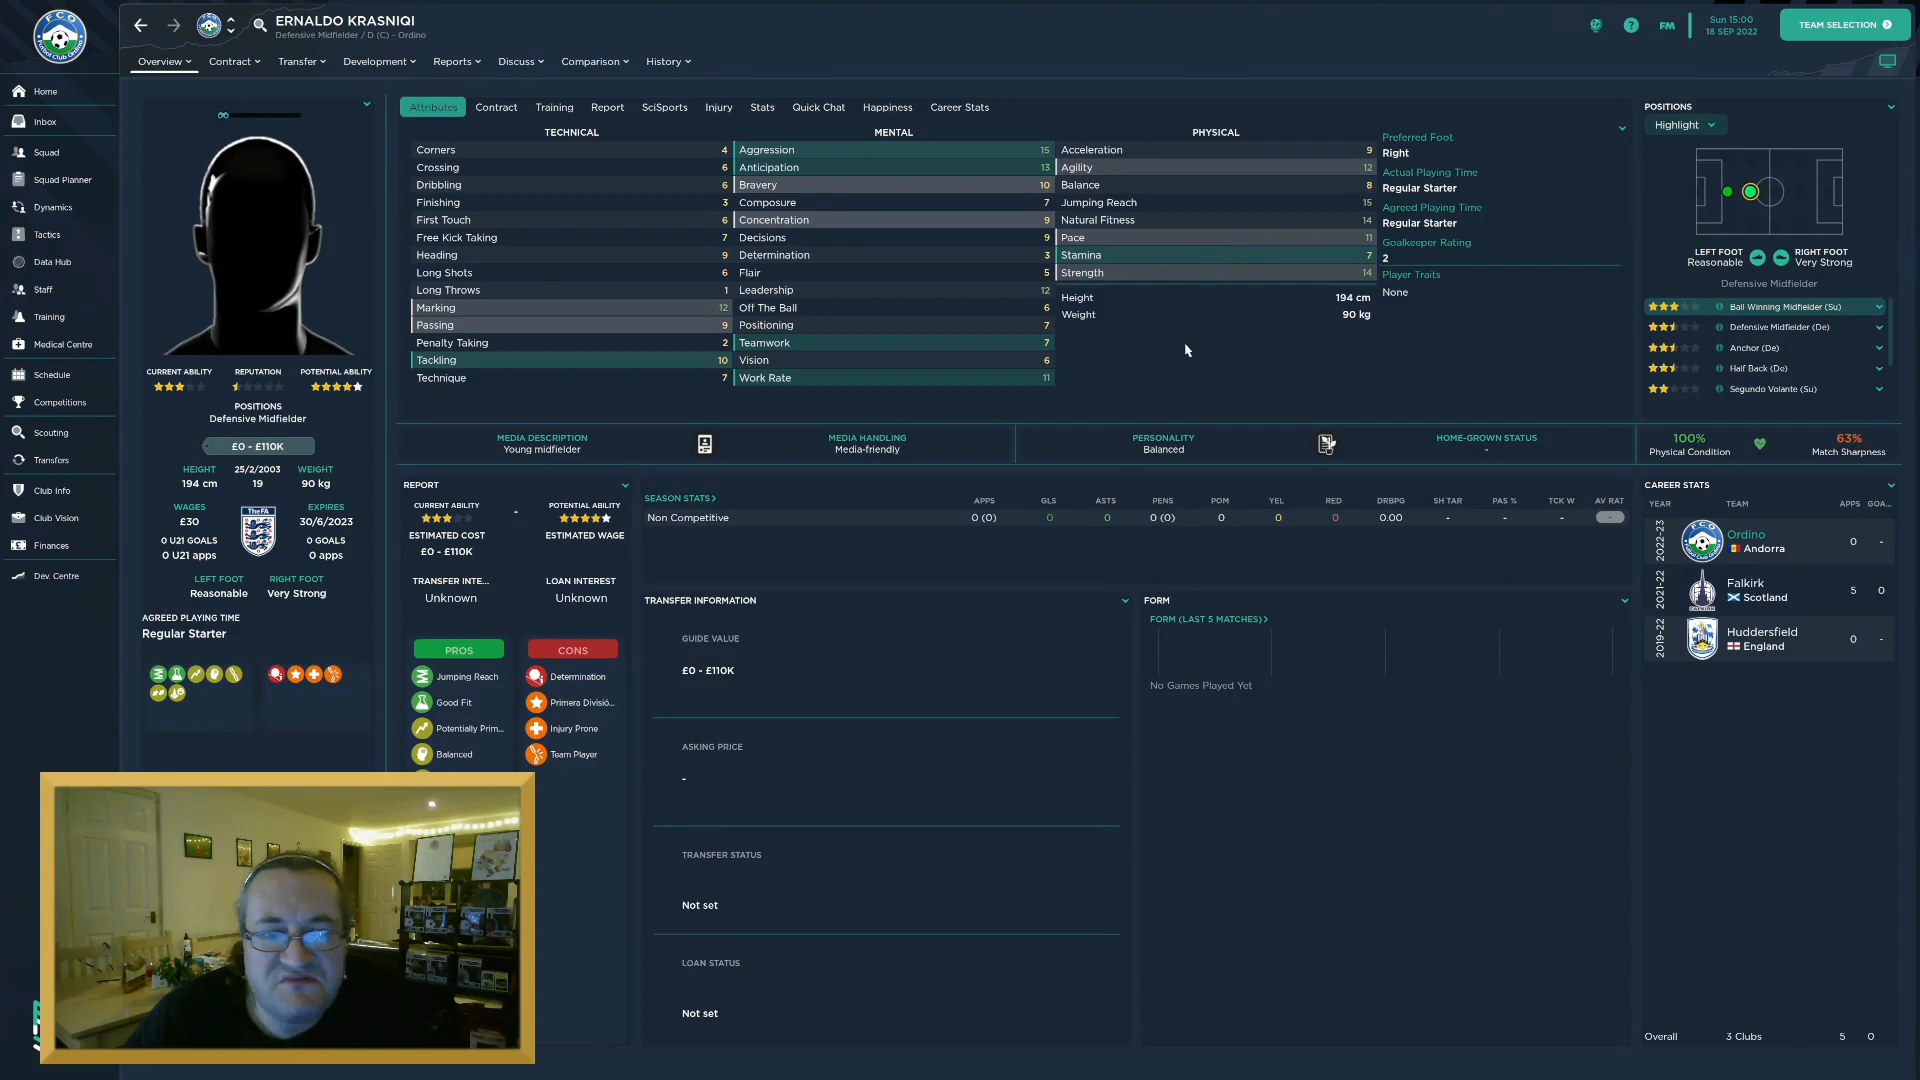 ERNALDO KRASNIQI
Defensive Midfielder / D (C) - Ordino
FM
Sun 15:00
18 SEP 2022
TEAM SELECTION
Overview
Contract
Transfer
Development
Reports
Discuss
Comparison
History
Home
Inbox
Squad
Squad Planner
Dynamics
Tactics
Data Hub
Staff
Training
Medical Centre
Schedule
Competitions
Scouting
Transfers
Club Info
Club Vision
Finances
Dev. Centre
CURRENT ABILITY
REPUTATION
POTENTIAL ABILITY
POSITIONS
Defensive Midfielder
£0 - £110K
HEIGHT 25/2/2003 WEIGHT
194 cm 19 90 kg
WAGES EXPIRES
£30 30/6/2023
TheFA
0 U21 GOALS 0 GOALS
0 U21 apps 0 apps
LEFT FOOT RIGHT FOOT
Reasonable Very Strong
AGREED PLAYING TIME
Regular Starter
Attributes
Contract
Training
Report
SciSports
Injury
Stats
Quick Chat
Happiness
Career Stats
TECHNICAL
Corners 4
Crossing 6
Dribbling 6
Finishing 3
First Touch 6
Free Kick Taking 7
Heading 9
Long Shots 6
Long Throws 1
Marking 12
Passing 9
Penalty Taking 2
Tackling 10
Technique 7
MENTAL
Aggression 15
Anticipation 13
Bravery 10
Composure 7
Concentration 9
Decisions 9
Determination 3
Flair 5
Leadership 12
Off The Ball 6
Positioning 7
Teamwork 7
Vision 6
Work Rate 11
PHYSICAL
Acceleration 9
Agility 12
Balance 8
Jumping Reach 15
Natural Fitness 14
Pace 11
Stamina 7
Strength 14
Height 194 cm
Weight 90 kg
Preferred Foot
Right
Actual Playing Time
Regular Starter
Agreed Playing Time
Regular Starter
Goalkeeper Rating
2
Player Traits
None
POSITIONS
Highlight
LEFT FOOT RIGHT FOOT
Reasonable Very Strong
Defensive Midfielder
Ball Winning Midfielder (Su)
Defensive Midfielder (De)
Anchor (De)
Half Back (De)
Segundo Volante (Su)
MEDIA DESCRIPTION
Young midfielder
MEDIA HANDLING
Media-friendly
PERSONALITY
Balanced
HOME-GROWN STATUS
-
100%
Physical Condition
63%
Match Sharpness
REPORT
CURRENT ABILITY - POTENTIAL ABILITY
ESTIMATED COST ESTIMATED WAGE
£0 - £110K
TRANSFER INTE... LOAN INTEREST
Unknown Unknown
PROS
Jumping Reach
Good Fit
Potentially Prim...
Balanced
CONS
Determination
Primera Divisió...
Injury Prone
Team Player
SEASON STATS APPS GLS ASTS PENS POM YEL RED DRBPG SH TAR PAS % TCK W AV RAT
Non Competitive 0 (0) 0 0 0 (0) 0 0 0 0.00 - - - -
TRANSFER INFORMATION
GUIDE VALUE
£0 - £110K
ASKING PRICE
-
TRANSFER STATUS
Not set
LOAN STATUS
Not set
FORM
FORM (LAST 5 MATCHES)
No Games Played Yet
CAREER STATS
YEAR TEAM APPS GOA...
2022-23 Ordino 0 -
Andorra
2021-22 Falkirk 5 0
Scotland
2019-22 Huddersfield 0 -
England
Overall 3 Clubs 5 0